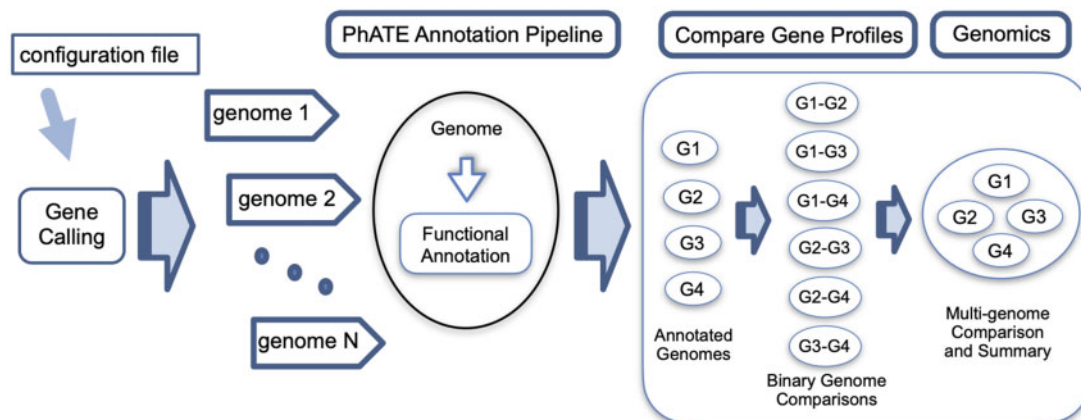 PhATE Annotation Pipeline
Compare Gene Profiles
Genomics
configuration file
Gene
Calling
genome 1
genome 2
genome N
Genome
Functional
Annotation
G1
G2
G3
G4
Annotated
Genomes
G1-G2
G1-G3
G1-G4
G2-G3
G2-G4
G3-G4
Binary Genome
Comparisons
G1
G2
G3
G4
Multi-genome
Comparison
and Summary